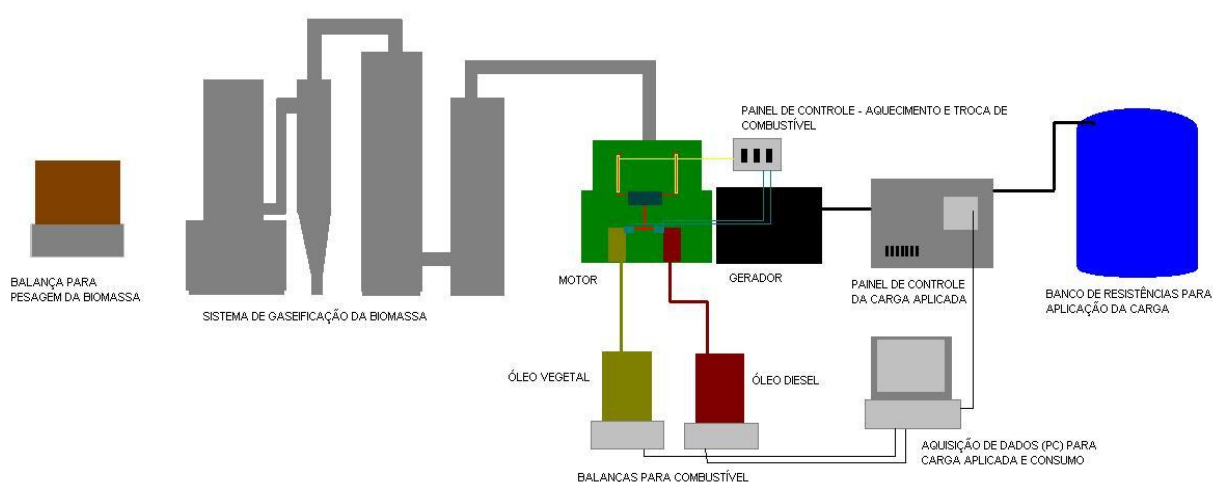 PAINEL DE CONTROLE - AQUECIMENTO E TROCA DE
COMBUSTÍVEL
BALANÇA PARA
PESAGEM DA BIOMASSA
SISTEMA DE GASEIFICAÇÃO DA BIOMASSA
MOTOR
GERADOR
PAINEL DE CONTROLE
DA CARGA APLICADA
BANCO DE RESISTÊNCIAS PARA
APLICAÇÃO DA CARGA
ÓLEO VEGETAL
ÓLEO DIESEL
AQUISIÇÃO DE DADOS (PC) PARA
CARGA APLICADA E CONSUMO
BALANÇAS PARA COMBUSTÍVEL